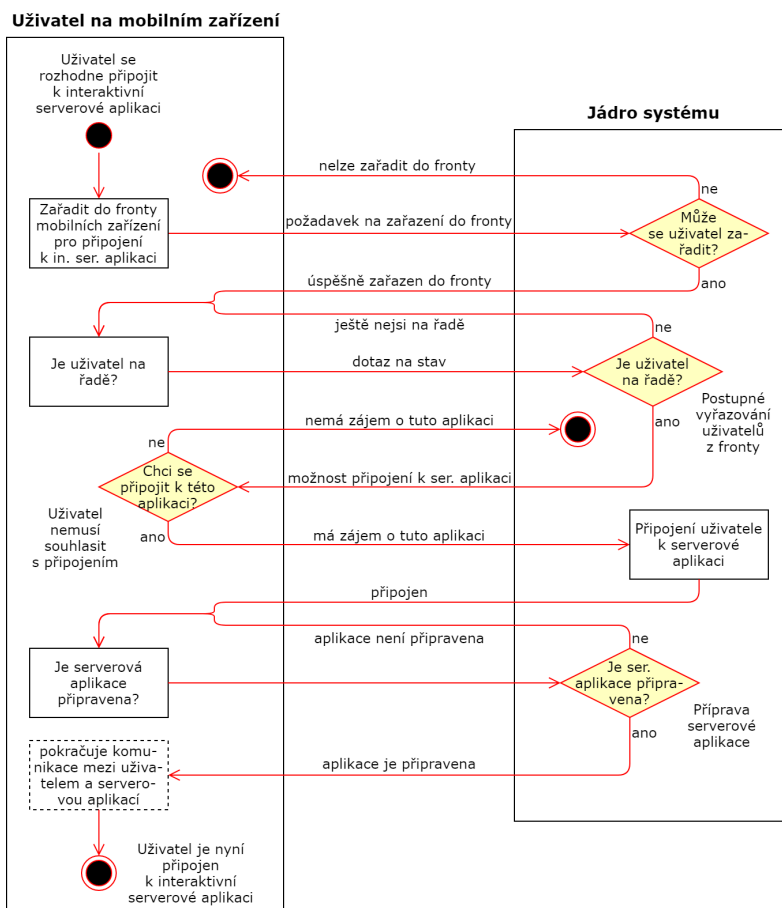 Uživatel na mobilním zařízení
Uživatel se
rozhodne připojit
k interaktivní
serverové aplikaci
Jádro systému
nelze zařadit do fronty
ne
Zařadit do fronty
mobilních zařízení
pro připojení
k in. ser. aplikaci
požadavek na zařazení do fronty
Může
se uživatel za-
řadit?
ano
úspěšně zařazen do fronty
ještě nejsi na řadě
ne
Je uživatel na
řadě?
dotaz na stav
Je uživatel
na řadě?
Postupné
vyřazování
uživatelů
z fronty
nemá zájem o tuto aplikaci
ano
ne
Chci se
připojit k této
aplikaci?
možnost připojení k ser. aplikaci
Uživatel
nemusí
souhlasit
s připojením
ano
má zájem o tuto aplikaci
Připojení uživatele
k serverové
aplikaci
připojen
aplikace není připravena
ne
Je serverová
aplikace
připravena?
Je ser.
aplikace připra-
vena?
Příprava
serverové
aplikace
ano
pokračuje komu-
nikace mezi uživa-
telem a servero-
vou aplikací
aplikace je připravena
Uživatel je nyní
připojen
k interaktivní
serverové aplikaci